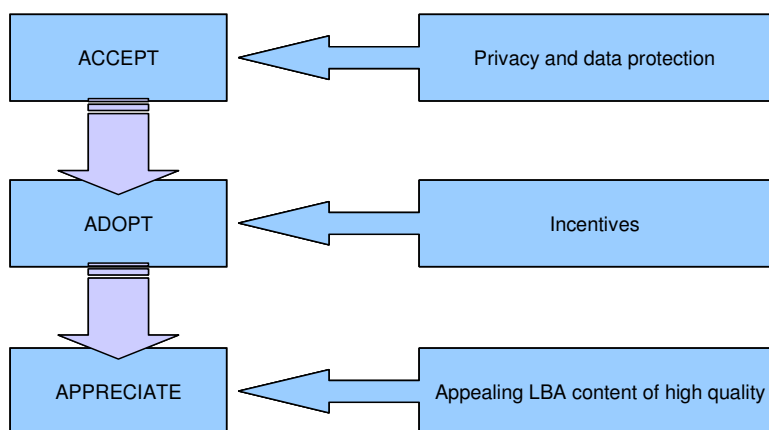 ACCEPT
Privacy and data protection
ADOPT
Incentives
APPRECIATE
Appealing LBA content of high quality